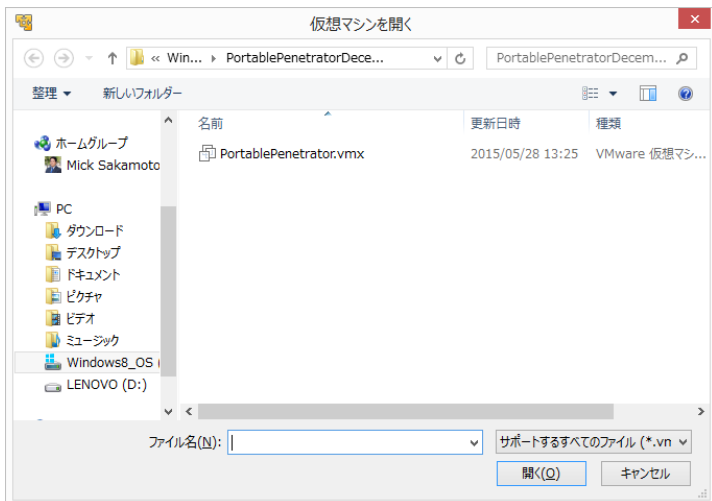 仮想マシンを開く
« Win... PortablePenetratorDece...
PortablePenetratorDecem...
整理
新しいフォルダー
名前
更新日時
種類
PortablePenetrator.vmx
2015/05/28 13:25
VMware 仮想マシ...
ホームグループ
Mick Sakamoto
PC
ダウンロード
デスクトップ
ドキュメント
ピクチャ
ビデオ
ミュージック
Windows8_OS (
LENOVO (D:)
ファイル名(N):
サポートするすべてのファイル (*.vn
開く(O)
キャンセル